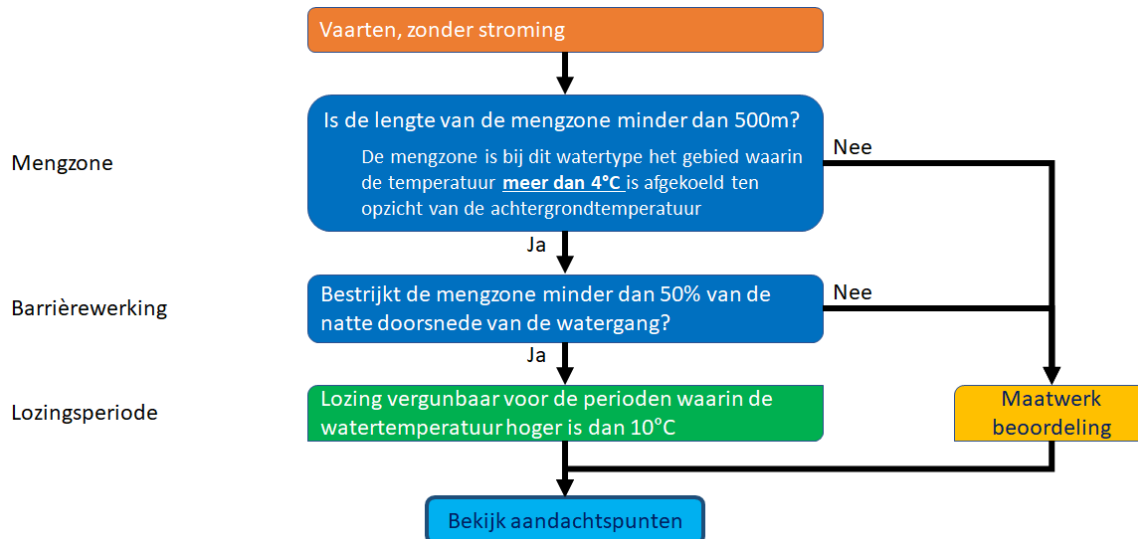 Vaarten, zonder stroming
Is de lengte van de mengzone minder dan 500m?
Nee
Mengzone
De mengzone is bij dit watertype het gebied waarin
de temperatuur meer dan 4°C is afgekoeld ten
opzicht van de achtergrondtemperatuur
Ja
Barrièrewerking
Bestrijkt de mengzone minder dan 50% van de
natte doorsnede van de watergang?
Nee
Ja
Lozingsperiode
Lozing vergunbaar voor de perioden waarin de
watertemperatuur hoger is dan 10°C
Maatwerk
beoordeling
Bekijk aandachtspunten